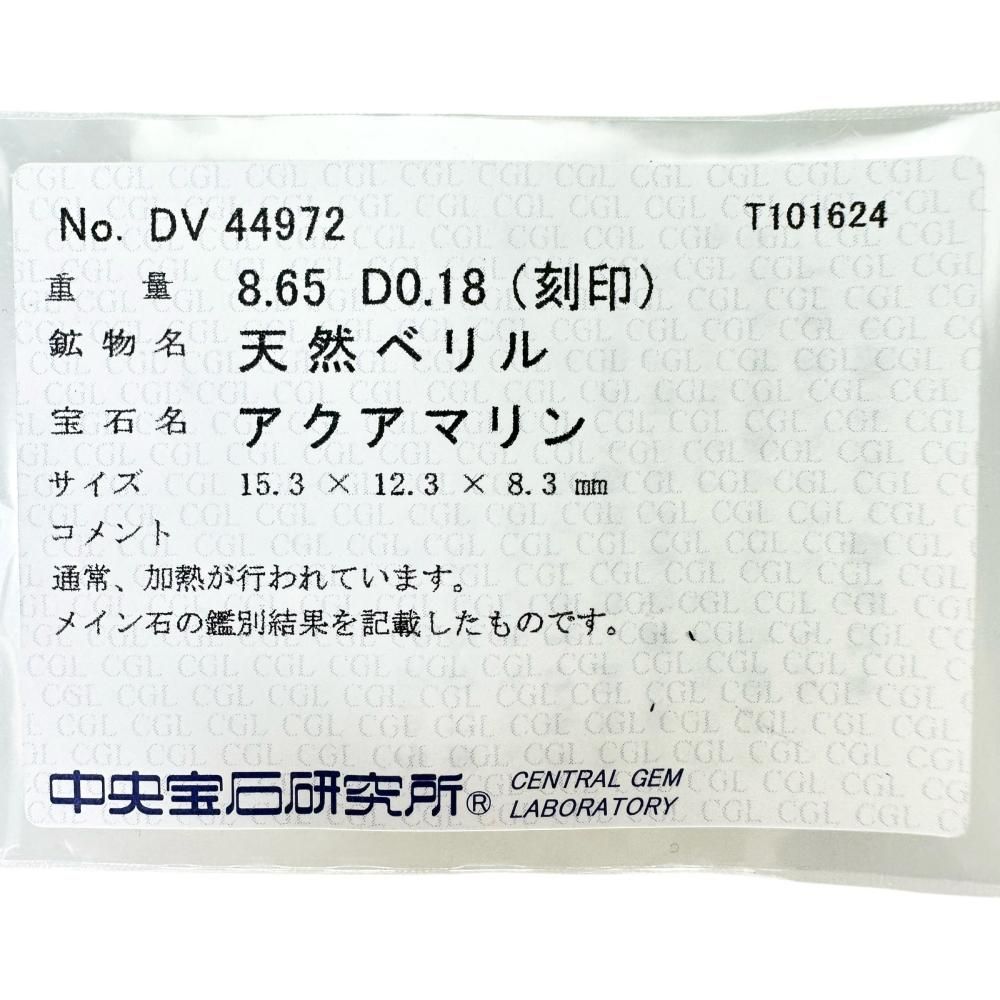 No. DV 44972 T101624
重量 8.65 D0.18 (刻印)
鉱物名 天然ベリル
宝石名 アクアマリン
サイズ 15.3 × 12.3 × 8.3 mm
コメント
通常、加熱が行われています。
メイン石の鑑別結果を記載したものです。
中央宝石研究所® CENTRAL GEM
LABORATORY